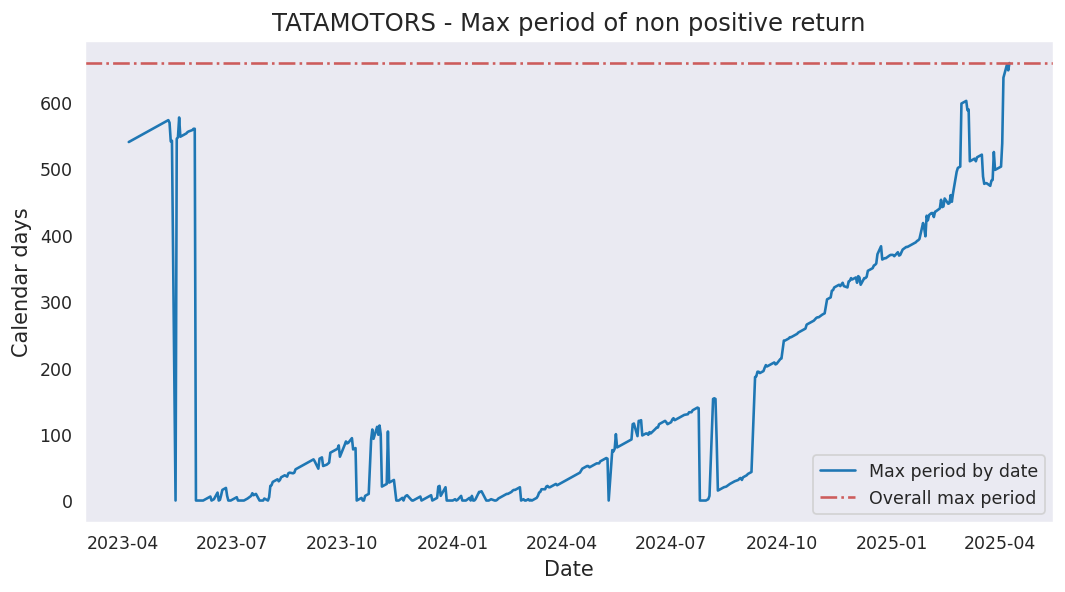 TATAMOTORS - Max period of non positive return
Calendar days
600
500
400
300
200
100
0
2023-04 2023-07 2023-10 2024-01 2024-04 2024-07 2024-10 2025-01 2025-04
Date
Max period by date
Overall max period